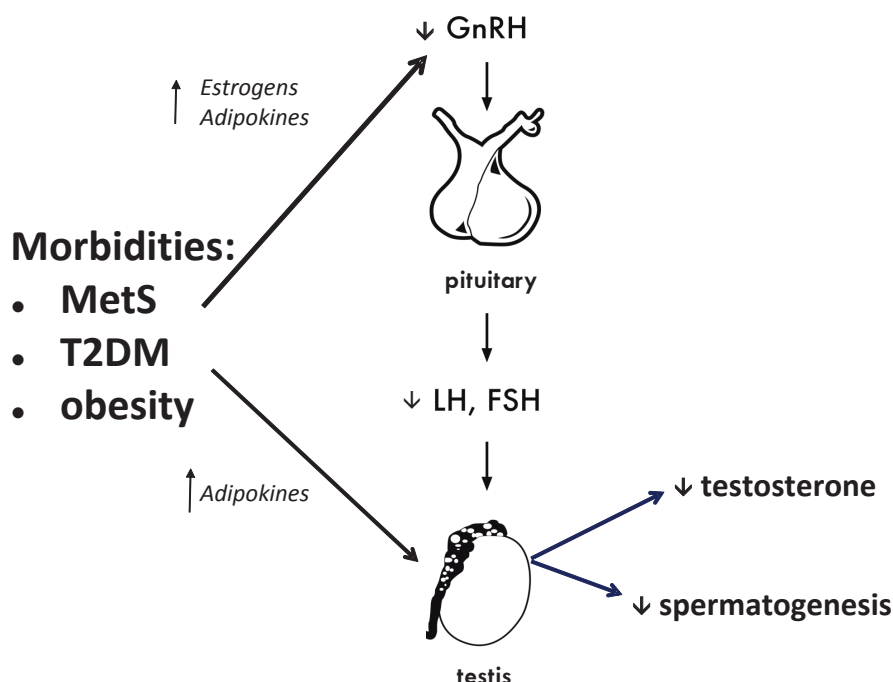 ↓ GnRH
↑ Estrogens
Adipokines
Morbidities:
• MetS
• T2DM
• obesity
pituitary
↓ LH, FSH
↑ Adipokines
↓ testosterone
↓ spermatogenesis
testis